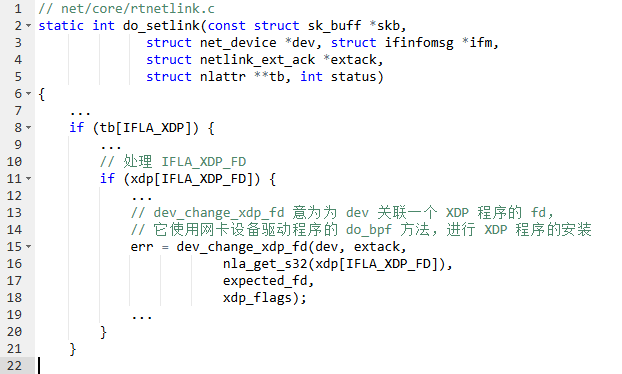 1 // net/core/rtnetlink.c
2 static int do_setlink(const struct sk_buff *skb,
3 struct net_device *dev, struct ifinfomsg *ifm,
4 struct netlink_ext_ack *extack,
5 struct nlattr **tb, int status)
6 {
7 ...
8 if (tb[IFLA_XDP]) {
9 ...
10 // 处理 IFLA_XDP_FD
11 if (xdp[IFLA_XDP_FD]) {
12 ...
13 // dev_change_xdp_fd 意为为 dev 关联一个 XDP 程序的 fd，
14 // 它使用网卡设备驱动程序的 do_bpf 方法，进行 XDP 程序的安装
15 err = dev_change_xdp_fd(dev, extack,
16 nla_get_s32(xdp[IFLA_XDP_FD]),
17 expected_fd,
18 xdp_flags);
19 ...
20 }
21 }
22